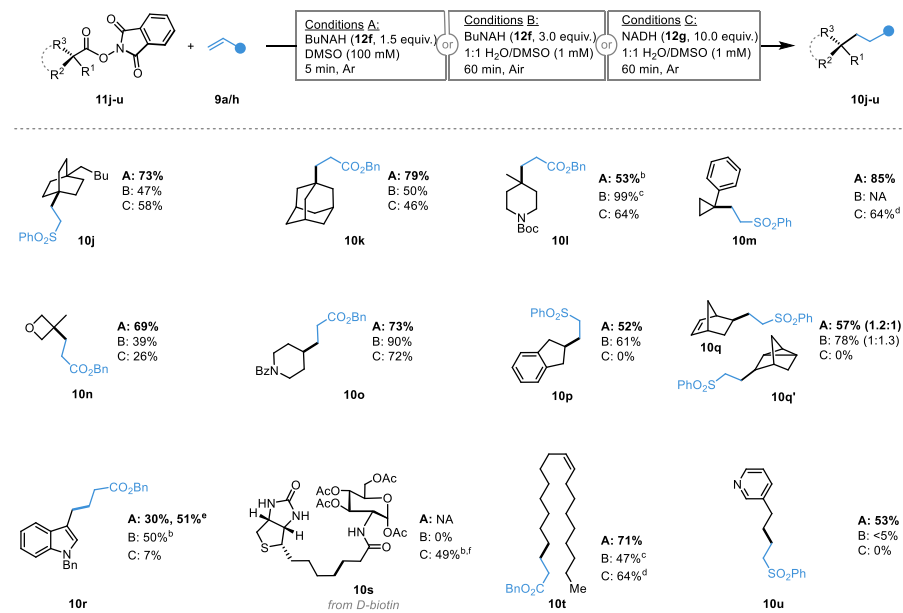 R³
R²
R¹
O
O
N
O
O
11j-u
+
9a/h
Conditions A:
BuNAH (12f, 1.5 equiv.)
DMSO (100 mM)
5 min, Ar
or
Conditions B:
BuNAH (12f, 3.0 equiv.)
1:1 H₂O/DMSO (1 mM)
60 min, Air
or
Conditions C:
NADH (12g, 10.0 equiv.)
1:1 H₂O/DMSO (1 mM)
60 min, Ar
R³
R²
R¹
10j-u
Bu
PhO₂S
10j
A: 73%
B: 47%
C: 58%
CO₂Bn
10k
A: 79%
B: 50%
C: 46%
CO₂Bn
N
Boc
10l
A: 53%ᵇ
B: 99%ᶜ
C: 64%
SO₂Ph
10m
A: 85%
B: NA
C: 64%ᵈ
O
CO₂Bn
10n
A: 69%
B: 39%
C: 26%
CO₂Bn
BzN
10o
A: 73%
B: 90%
C: 72%
PhO₂S
10p
A: 52%
B: 61%
C: 0%
SO₂Ph
10q
PhO₂S
10q'
A: 57% (1.2:1)
B: 78% (1:1.3)
C: 0%
CO₂Bn
N
Bn
10r
A: 30%, 51%ᵉ
B: 50%ᵇ
C: 7%
O
HN
NH
H
H
S
OAc
AcO
AcO
O
OAc
HN
O
10s
from D-biotin
A: NA
B: 0%
C: 49%ᵇ,ᶠ
BnO₂C
Me
10t
A: 71%
B: 47%ᶜ
C: 64%ᵈ
N
SO₂Ph
10u
A: 53%
B: <5%
C: 0%